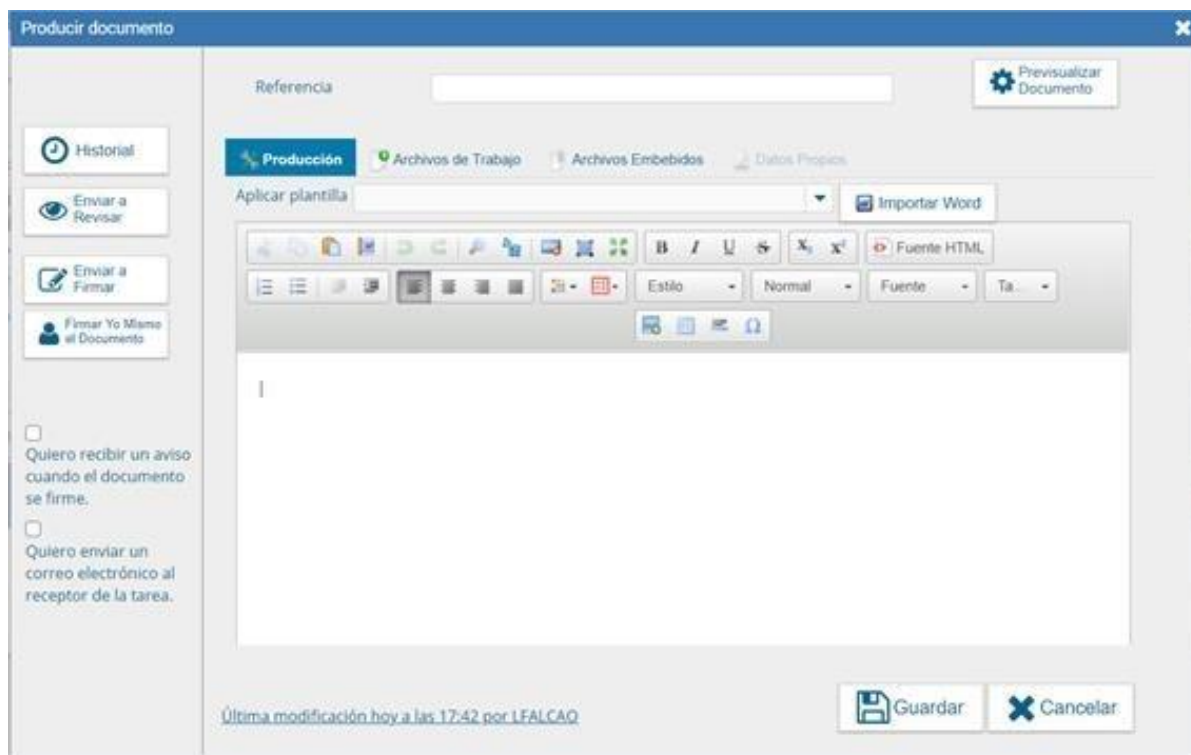 Producir documento
Referencia
Previsualizar
Documento
Historial
Enviar a
Revisar
Enviar a
Firmar
Firmar Yo Mismo
el Documento
Quiero recibir un aviso
cuando el documento
se firme.
Quiero enviar un
correo electrónico al
receptor de la tarea.
Producción
Archivos de Trabajo
Archivos Embebidos
Datos Propios
Aplicar plantilla
Importar Word
B I U S X₂ X² Fuente HTML
Estilo Normal Fuente Ta...
Ω
Última modificación hoy a las 17:42 por LFALCAO
Guardar
Cancelar